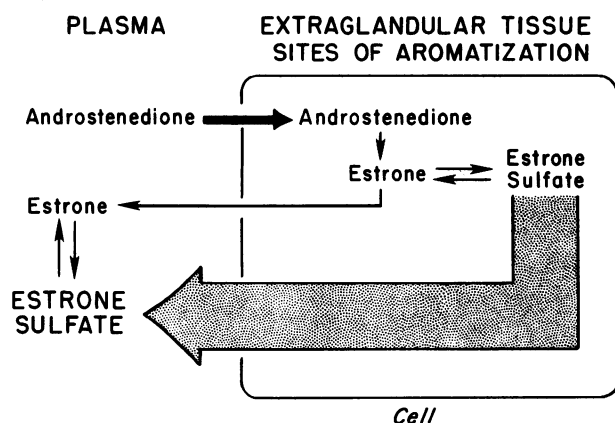 PLASMA
EXTRAGLANDULAR TISSUE
SITES OF AROMATIZATION
Androstenedione
Androstenedione
Estrone
Estrone
Sulfate
Estrone
ESTRONE
SULFATE
Cell